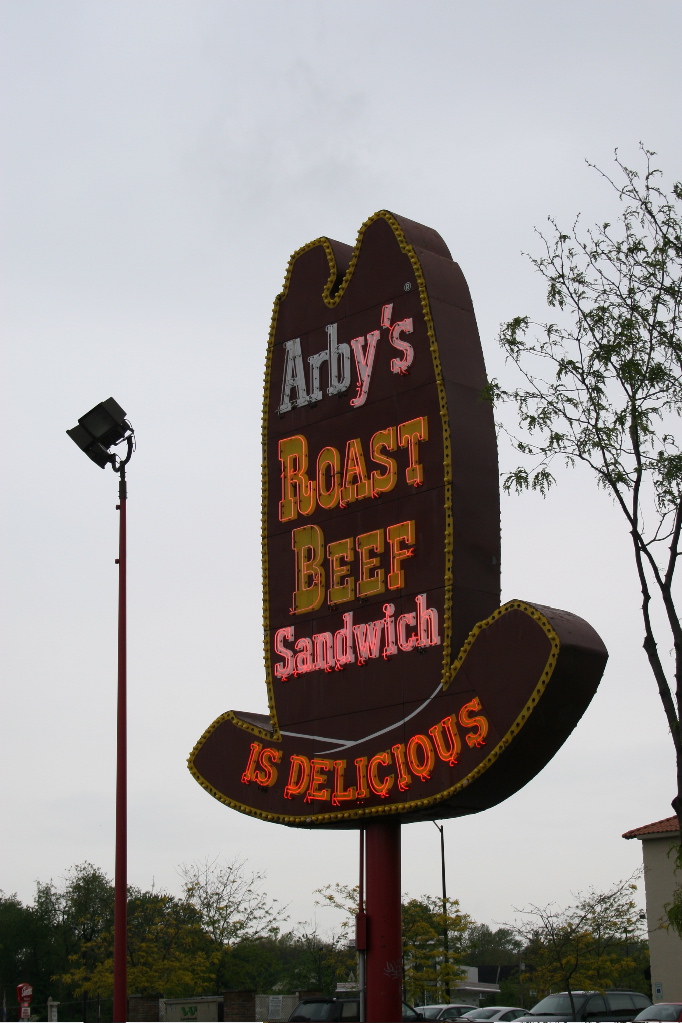 Arby's ®
ROAST
BEEF
Sandwich
IS DELICIOUS